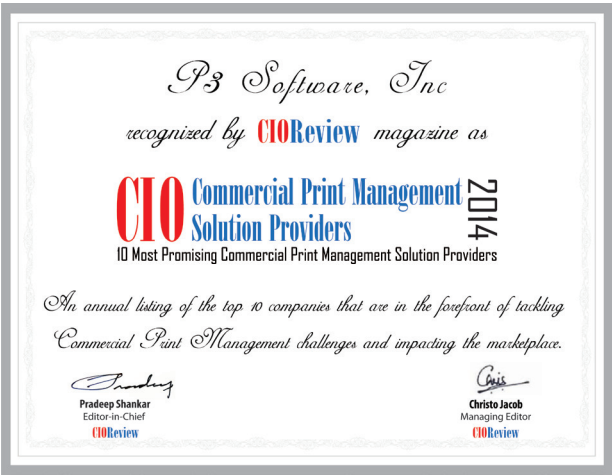 P3 Software, Inc
recognized by CIOReview magazine as
CIO Commercial Print Management
Solution Providers
2014
10 Most Promising Commercial Print Management Solution Providers
An annual listing of the top 10 companies that are in the forefront of tackling
Commercial Print Management challenges and impacting the marketplace.
Pradeep Shankar
Editor-in-Chief
CIOReview
Chris
Christo Jacob
Managing Editor
CIOReview